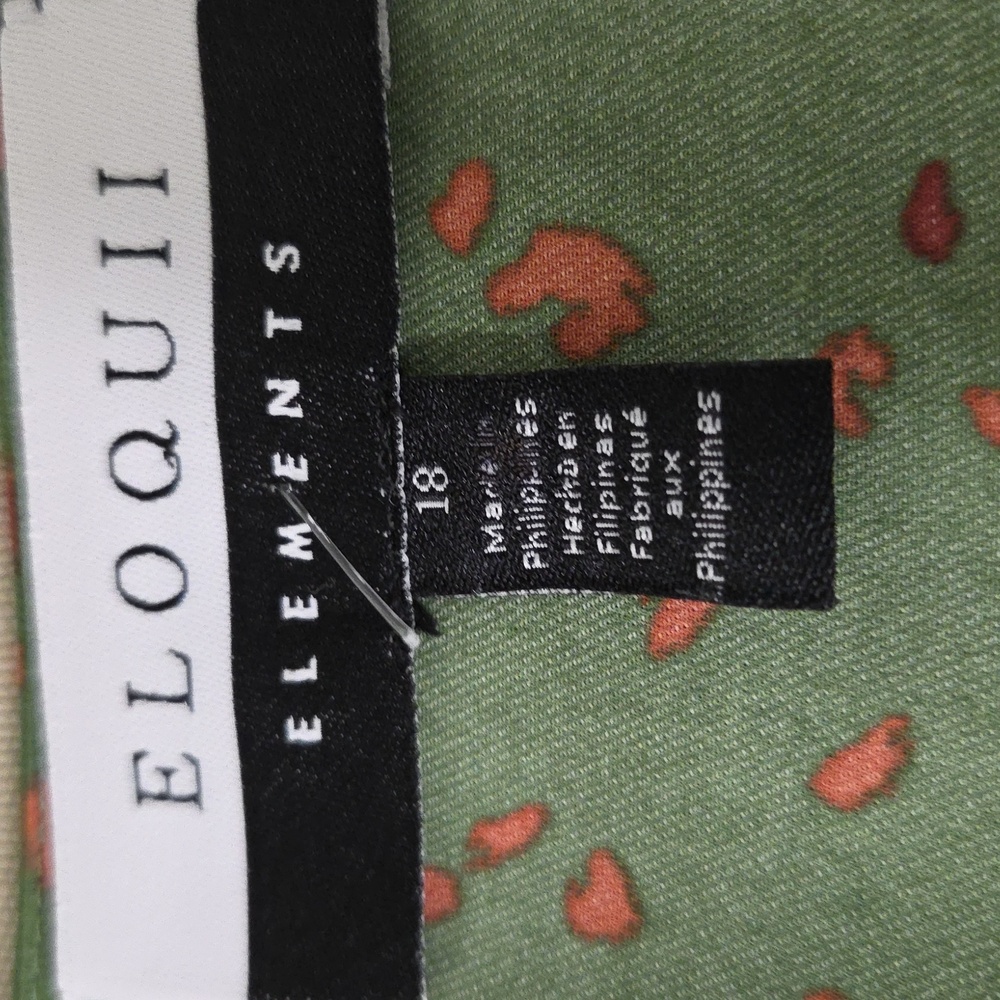 ELOQUII
ELEMENTS
18
Made in
Philippines
Hecho en
Filipinas
Fabriqué
aux
Philippines